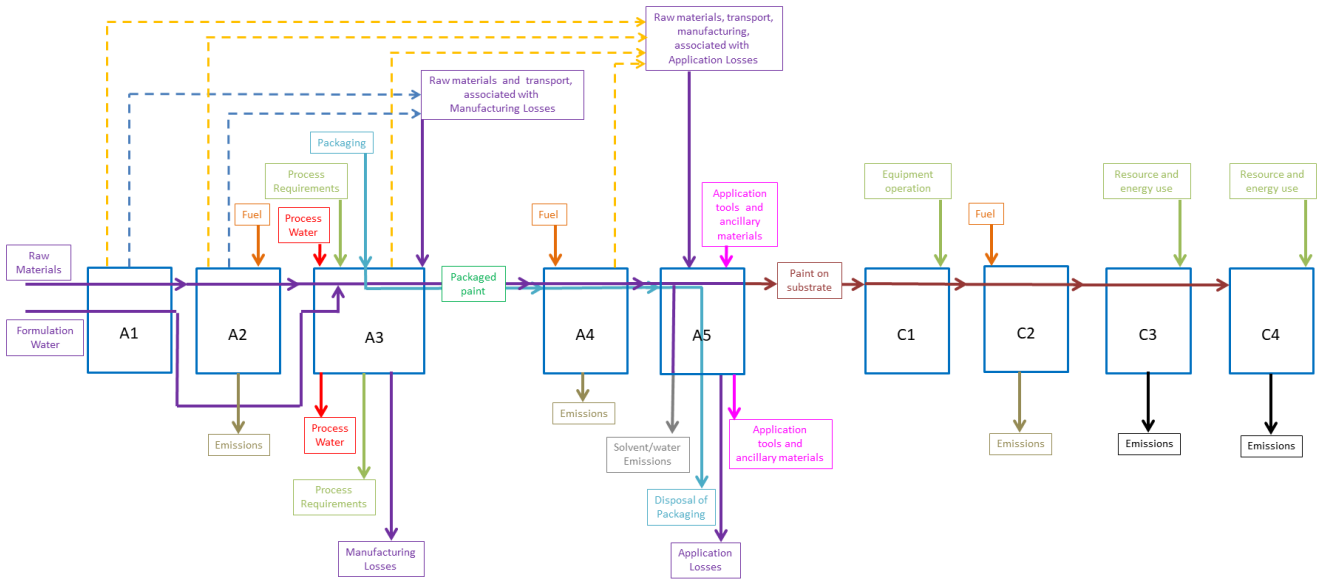 Raw materials, transport,
manufacturing,
associated with
Application Losses
Raw materials and transport,
associated with
Manufacturing Losses
Packaging
Process
Requirements
Equipment
operation
Resource and
energy use
Resource and
energy use
Fuel
Process
Water
Fuel
Application
tools and
ancillary
materials
Fuel
Raw
Materials
Packaged
paint
Paint on
substrate
Formulation
Water
A1
A2
A3
A4
A5
C1
C2
C3
C4
Emissions
Process
Water
Emissions
Solvent/water
Emissions
Application
tools and
ancillary materials
Emissions
Emissions
Emissions
Process
Requirements
Disposal of
Packaging
Manufacturing
Losses
Application
Losses